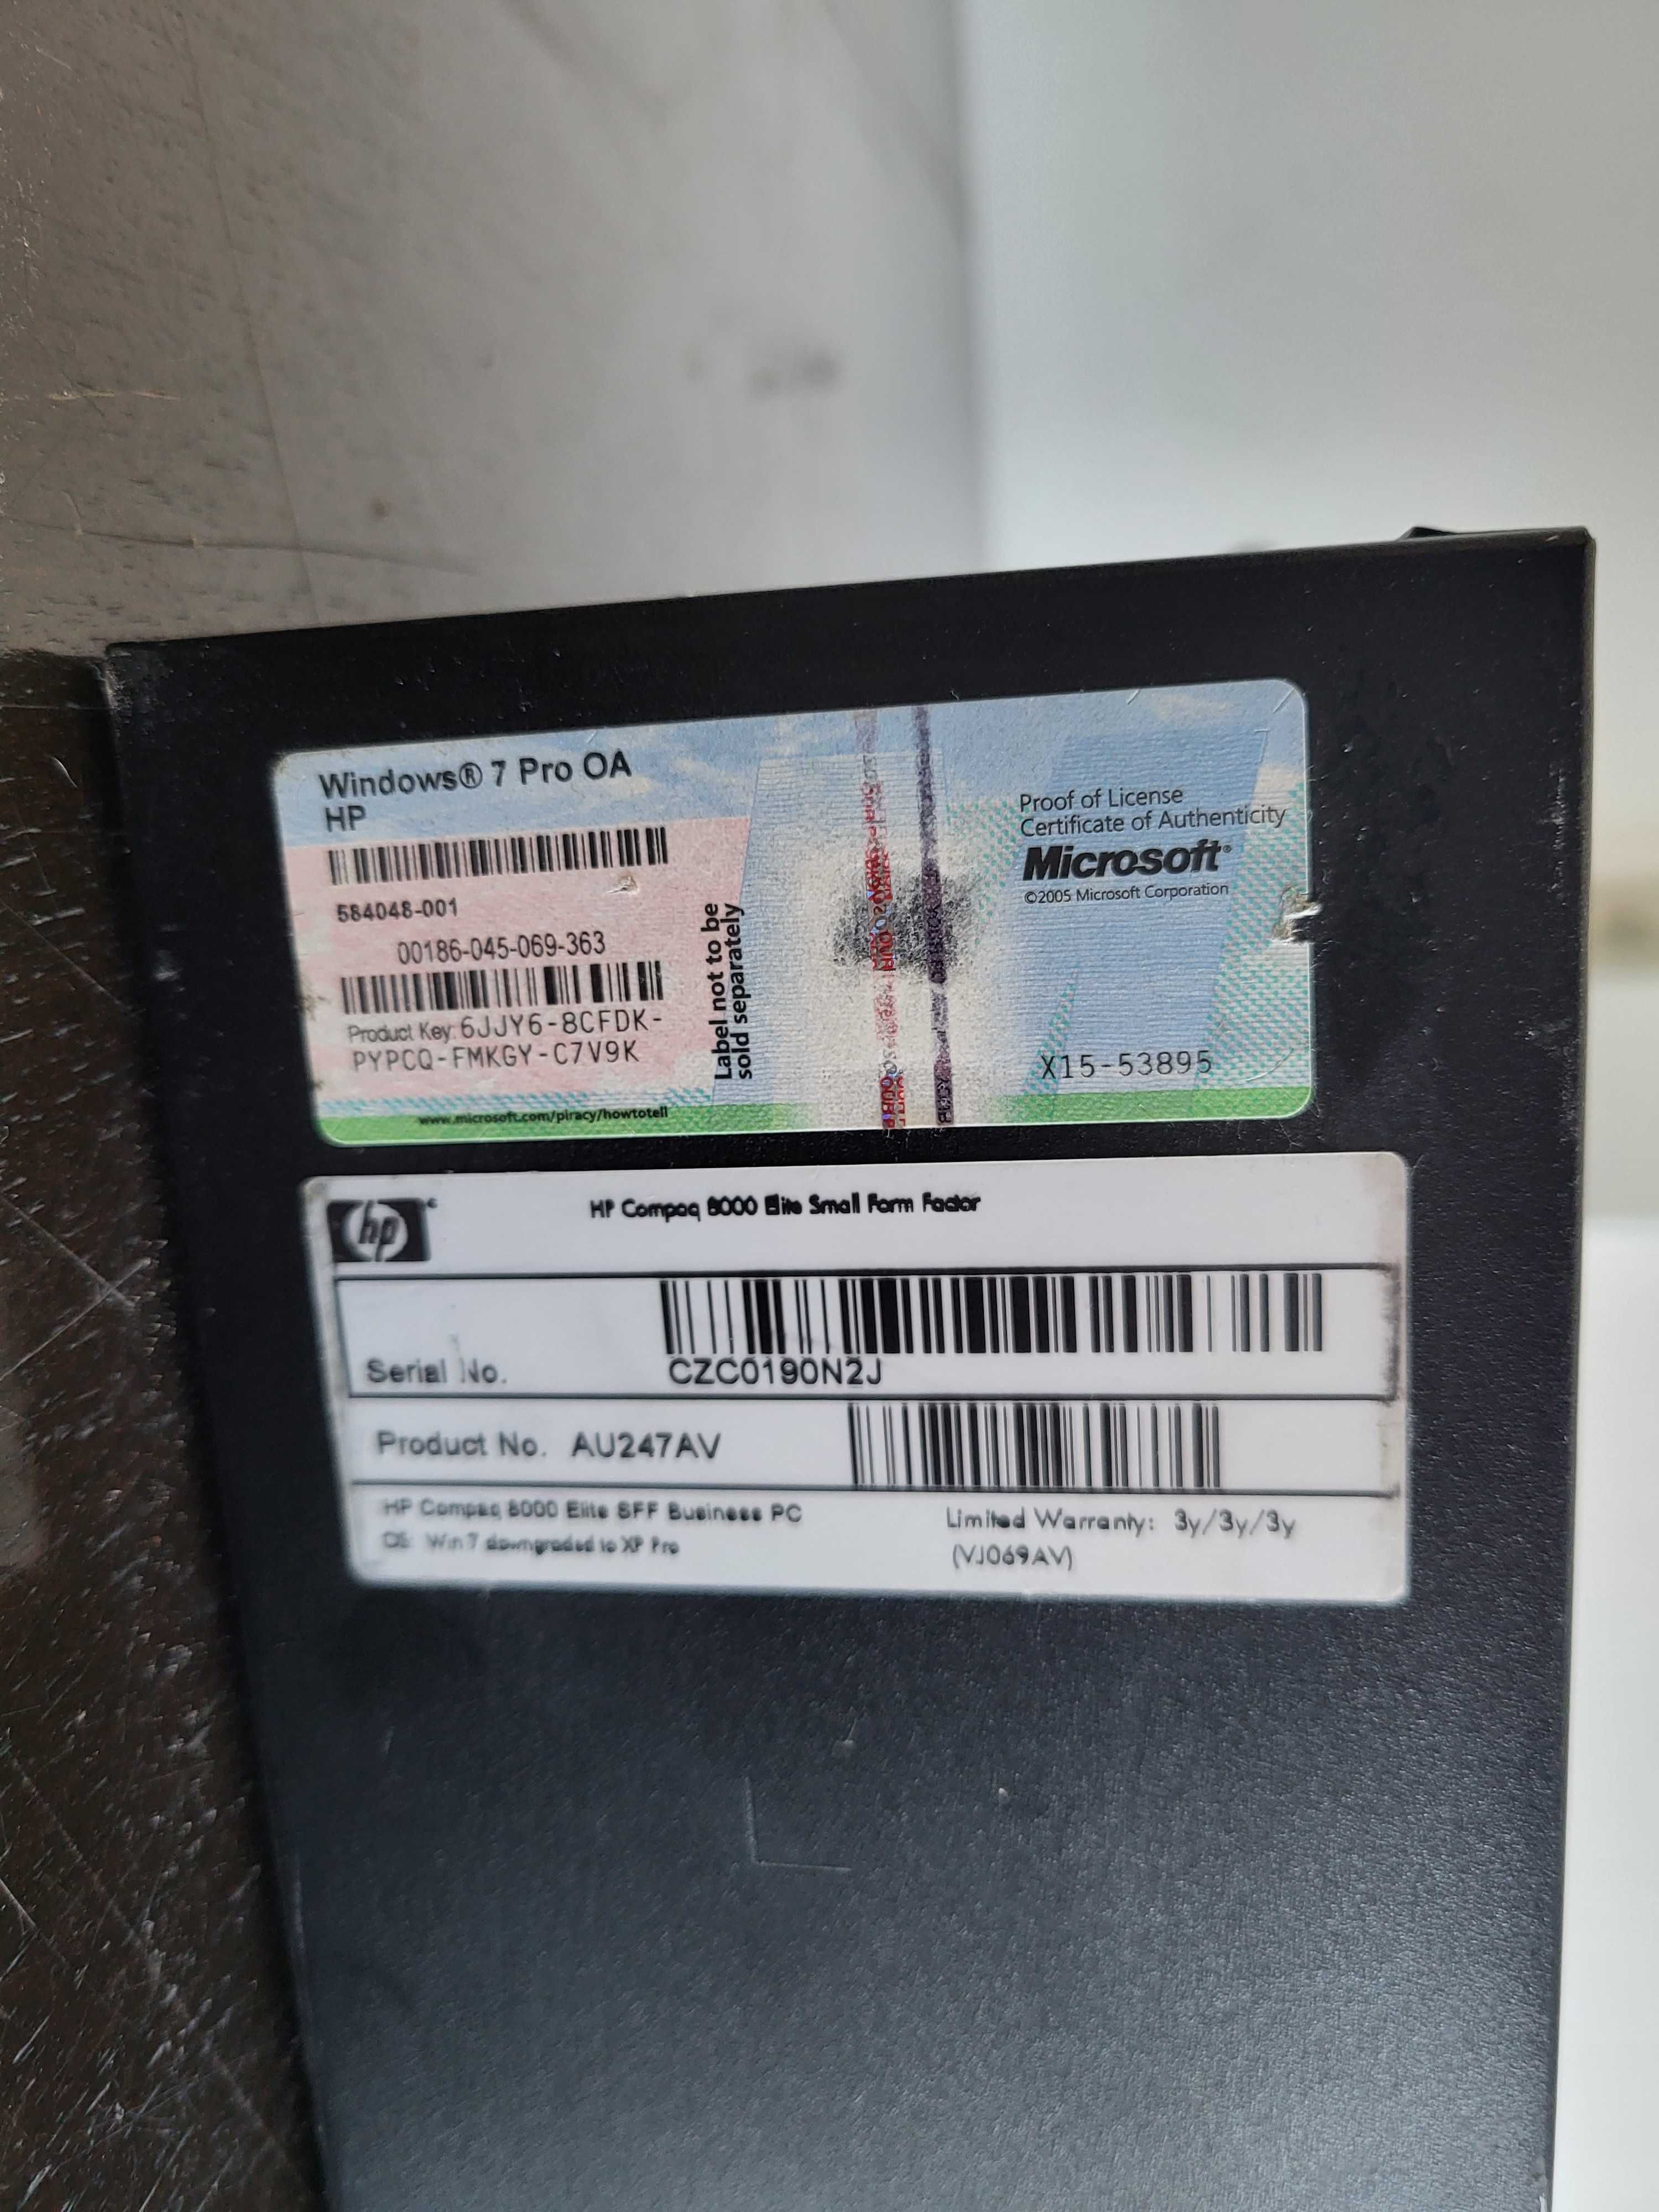 Windows® 7 Pro OA
HP
584048-001
00186-045-069-363
Product Key: 6JJY6-8CFDK-
PYPCQ-FMKGY-C7V9K
www.microsoft.com/piracy/howtotell
Label not to be
sold separately
Proof of License
Certificate of Authenticity
Microsoft®
©2005 Microsoft Corporation
X15-53895
hp
HP Compaq 8000 Elite Small Form Factor
Serial No.
CZC0190N2J
Product No. AU247AV
HP Compaq 8000 Elite SFF Business PC
OS: Win 7 downgraded to XP Pro
Limited Warranty: 3y/3y/3y
(VJ069AV)